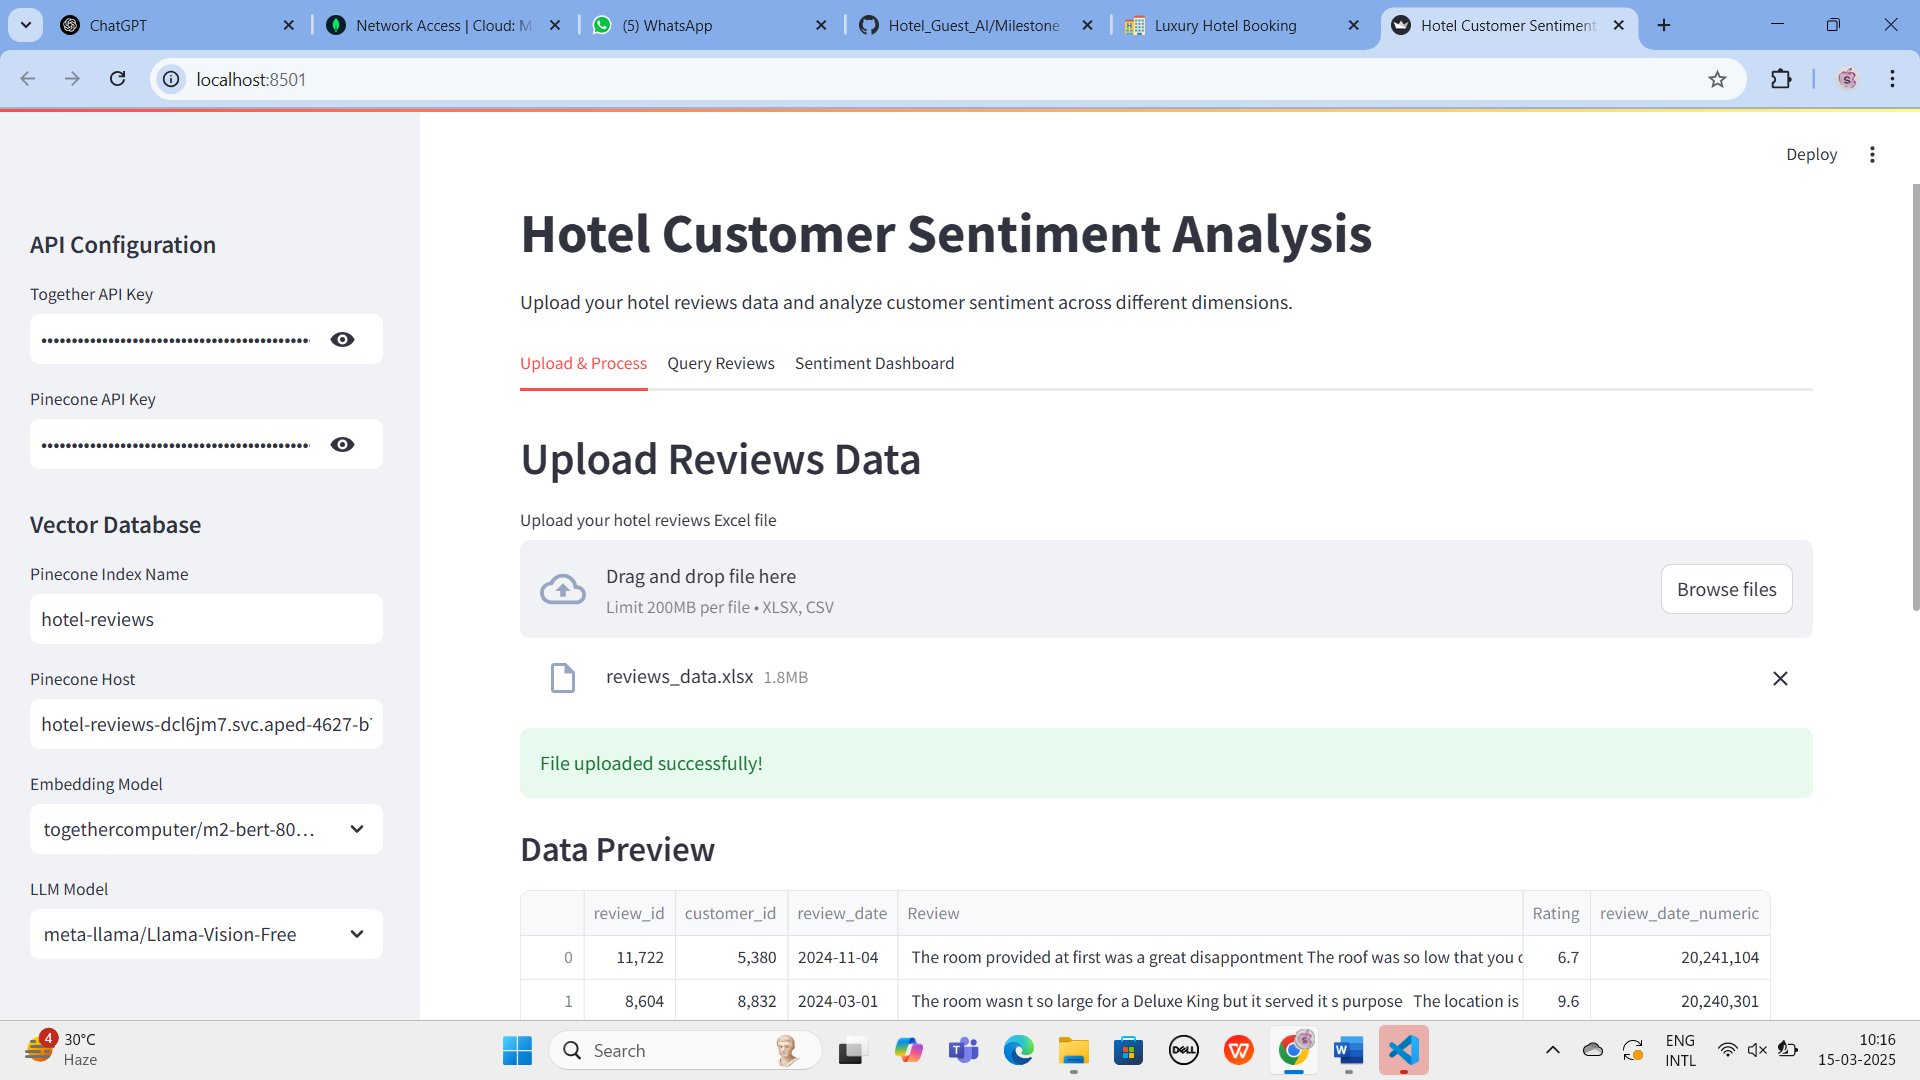 ChatGPT
Network Access | Cloud: M
(5) WhatsApp
Hotel_Guest_AI/Milestone
Luxury Hotel Booking
Hotel Customer Sentiment
localhost:8501
Deploy
API Configuration
Together API Key
Pinecone API Key
Vector Database
Pinecone Index Name
hotel-reviews
Pinecone Host
hotel-reviews-dcl6jm7.svc.aped-4627-b
Embedding Model
togethercomputer/m2-bert-80...
LLM Model
meta-llama/Llama-Vision-Free
Hotel Customer Sentiment Analysis
Upload your hotel reviews data and analyze customer sentiment across different dimensions.
Upload & Process Query Reviews Sentiment Dashboard
Upload Reviews Data
Upload your hotel reviews Excel file
Drag and drop file here
Limit 200MB per file • XLSX, CSV
Browse files
reviews_data.xlsx 1.8MB
File uploaded successfully!
Data Preview
review_id customer_id review_date Review Rating review_date_numeric
0 11,722 5,380 2024-11-04 The room provided at first was a great disappontment The roof was so low that you 6.7 20,241,104
1 8,604 8,832 2024-03-01 The room wasn t so large for a Deluxe King but it served it s purpose The location is 9.6 20,240,301
4
30°C
Haze
Search
DELL
ENG
INTL
10:16
15-03-2025